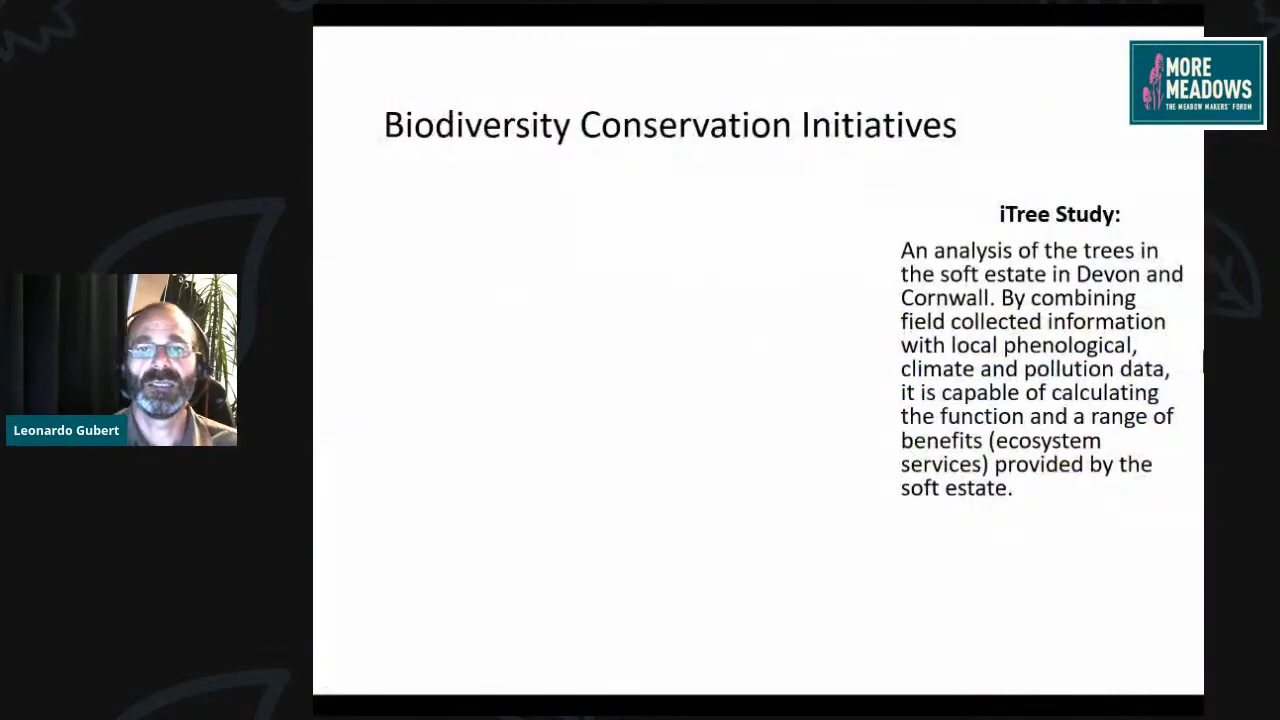 MORE
MEADOWS
THE MEADOW MAKERS' FORUM
Biodiversity Conservation Initiatives
iTree Study:
An analysis of the trees in
the soft estate in Devon and
Cornwall. By combining
field collected information
with local phenological,
climate and pollution data,
it is capable of calculating
the function and a range of
benefits (ecosystem
services) provided by the
soft estate.
Leonardo Gubert